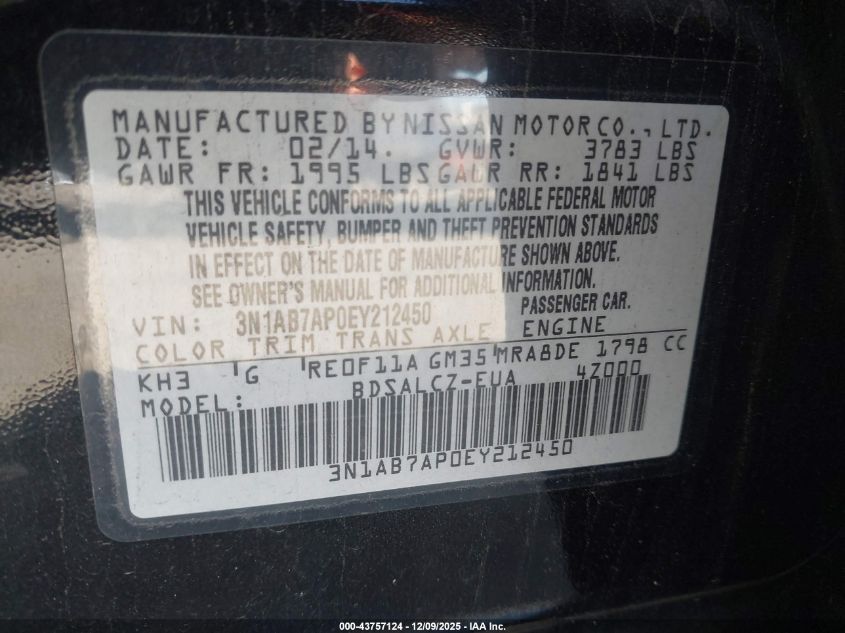 MANUFACTURED BY NISSAN MOTOR CO., LTD.
DATE: 02/14. GVWR: 3783 LBS
GAWR FR: 1995 LBS GAWR RR: 1841 LBS
THIS VEHICLE CONFORMS TO ALL APPLICABLE FEDERAL MOTOR
VEHICLE SAFETY, BUMPER AND THEFT PREVENTION STANDARDS
IN EFFECT ON THE DATE OF MANUFACTURE SHOWN ABOVE.
SEE OWNER'S MANUAL FOR ADDITIONAL INFORMATION.
VIN: 3N1AB7AP0EY212450 PASSENGER CAR.
COLOR TRIM TRANS AXLE ENGINE
KH3 G RE0F11A GM35 MRA8DE 1798 CC
MODEL: BDSALCZ-EUA 4Z000
3N1AB7AP0EY212450
000-43757124 - 12/09/2025 - IAA Inc.